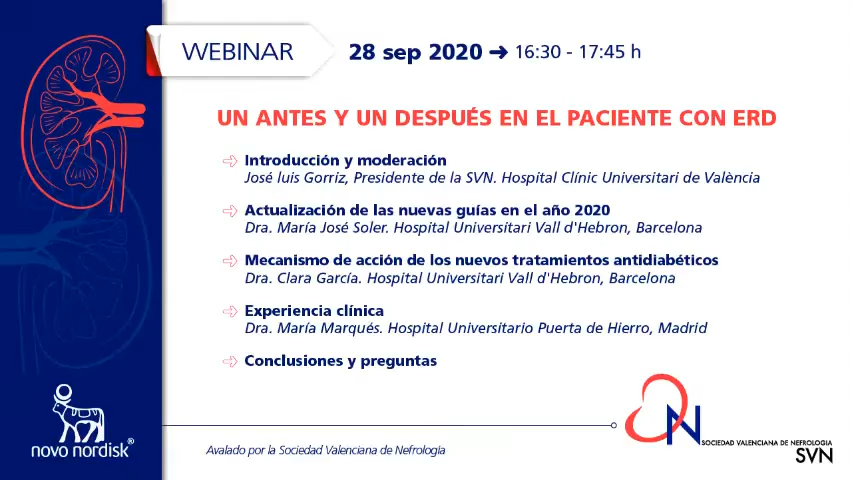 WEBINAR
28 sep 2020 ➜ 16:30 - 17:45 h
UN ANTES Y UN DESPUÉS EN EL PACIENTE CON ERD
Introducción y moderación
José luis Gorriz, Presidente de la SVN. Hospital Clínic Universitari de València
Actualización de las nuevas guías en el año 2020
Dra. María José Soler. Hospital Universitari Vall d'Hebron, Barcelona
Mecanismo de acción de los nuevos tratamientos antidiabéticos
Dra. Clara García. Hospital Universitari Vall d'Hebron, Barcelona
Experiencia clínica
Dra. María Marqués. Hospital Universitario Puerta de Hierro, Madrid
Conclusiones y preguntas
novo nordisk®
Avalado por la Sociedad Valenciana de Nefrología
N
SOCIEDAD VALENCIANA DE NEFROLOGIA
SVN